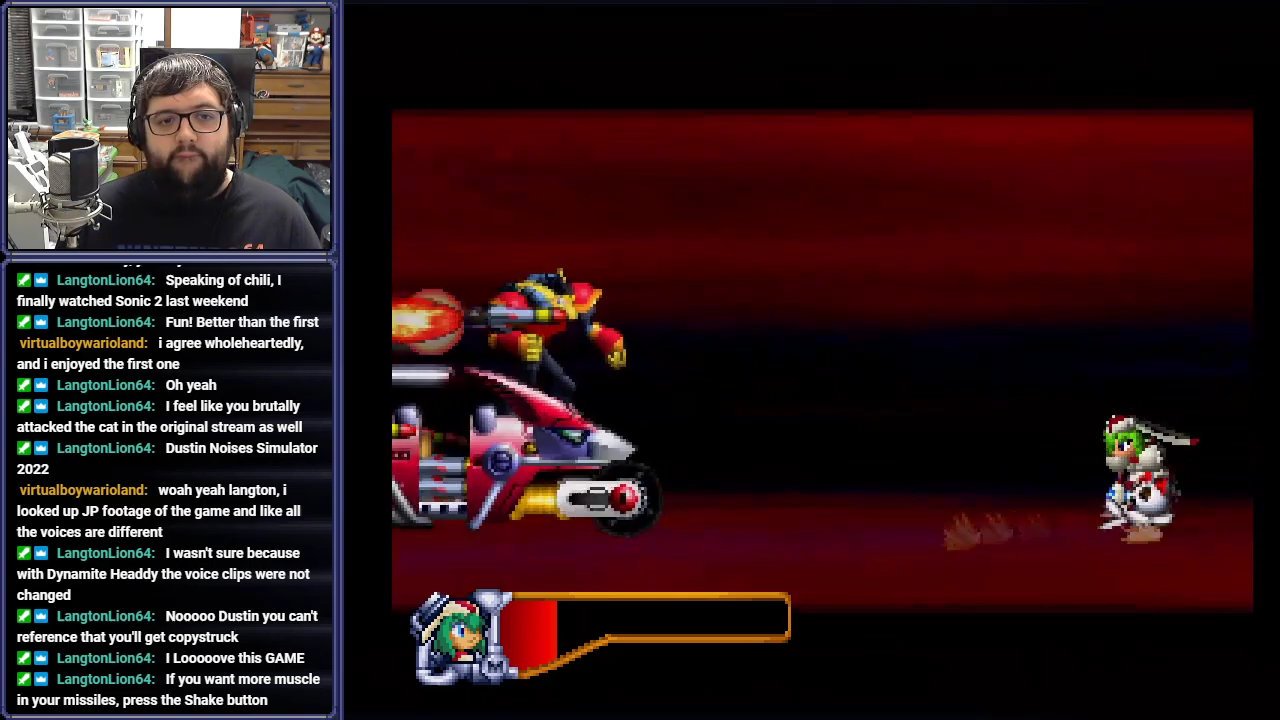 LangtonLion64: Speaking of chili, I
finally watched Sonic 2 last weekend
LangtonLion64: Fun! Better than the first
virtualboywarioland: i agree wholeheartedly,
and i enjoyed the first one
LangtonLion64: Oh yeah
LangtonLion64: I feel like you brutally
attacked the cat in the original stream as well
LangtonLion64: Dustin Noises Simulator
2022
virtualboywarioland: woah yeah langton, i
looked up JP footage of the game and like all
the voices are different
LangtonLion64: I wasn't sure because
with Dynamite Headdy the voice clips were not
changed
LangtonLion64: Nooooo Dustin you can't
reference that you'll get copystruck
LangtonLion64: I Looooove this GAME
LangtonLion64: If you want more muscle
in your missiles, press the Shake button